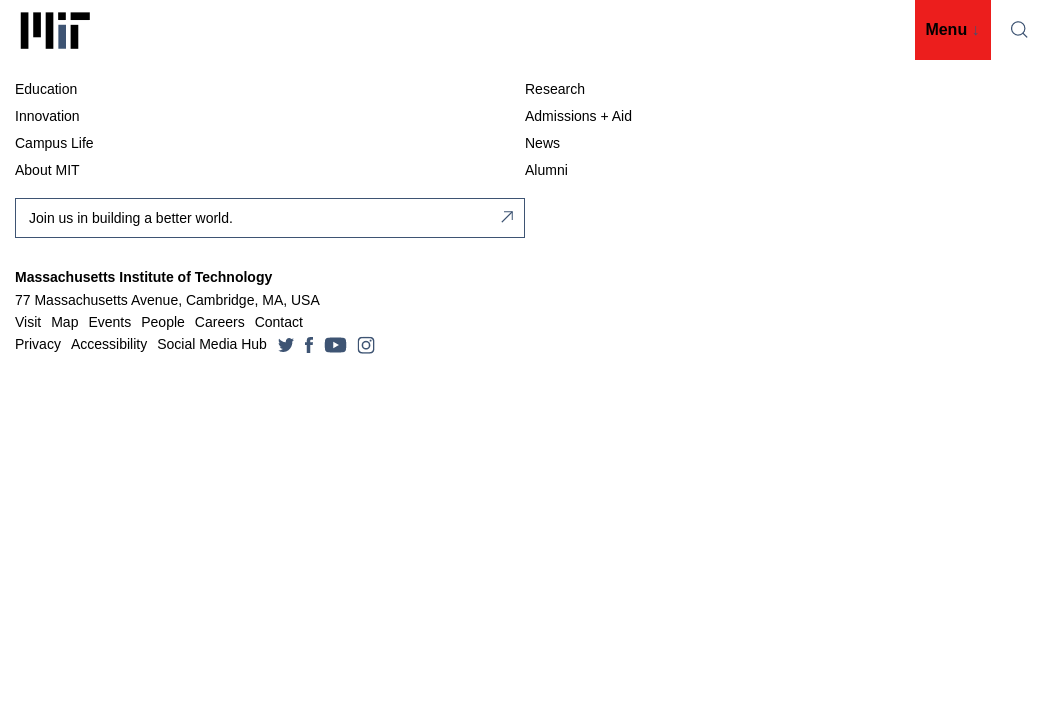 MIT
Menu ↓
Education
Research
Innovation
Admissions + Aid
Campus Life
News
About MIT
Alumni
Join us in building a better world.
Massachusetts Institute of Technology
77 Massachusetts Avenue, Cambridge, MA, USA
Visit Map Events People Careers Contact
Privacy Accessibility Social Media Hub